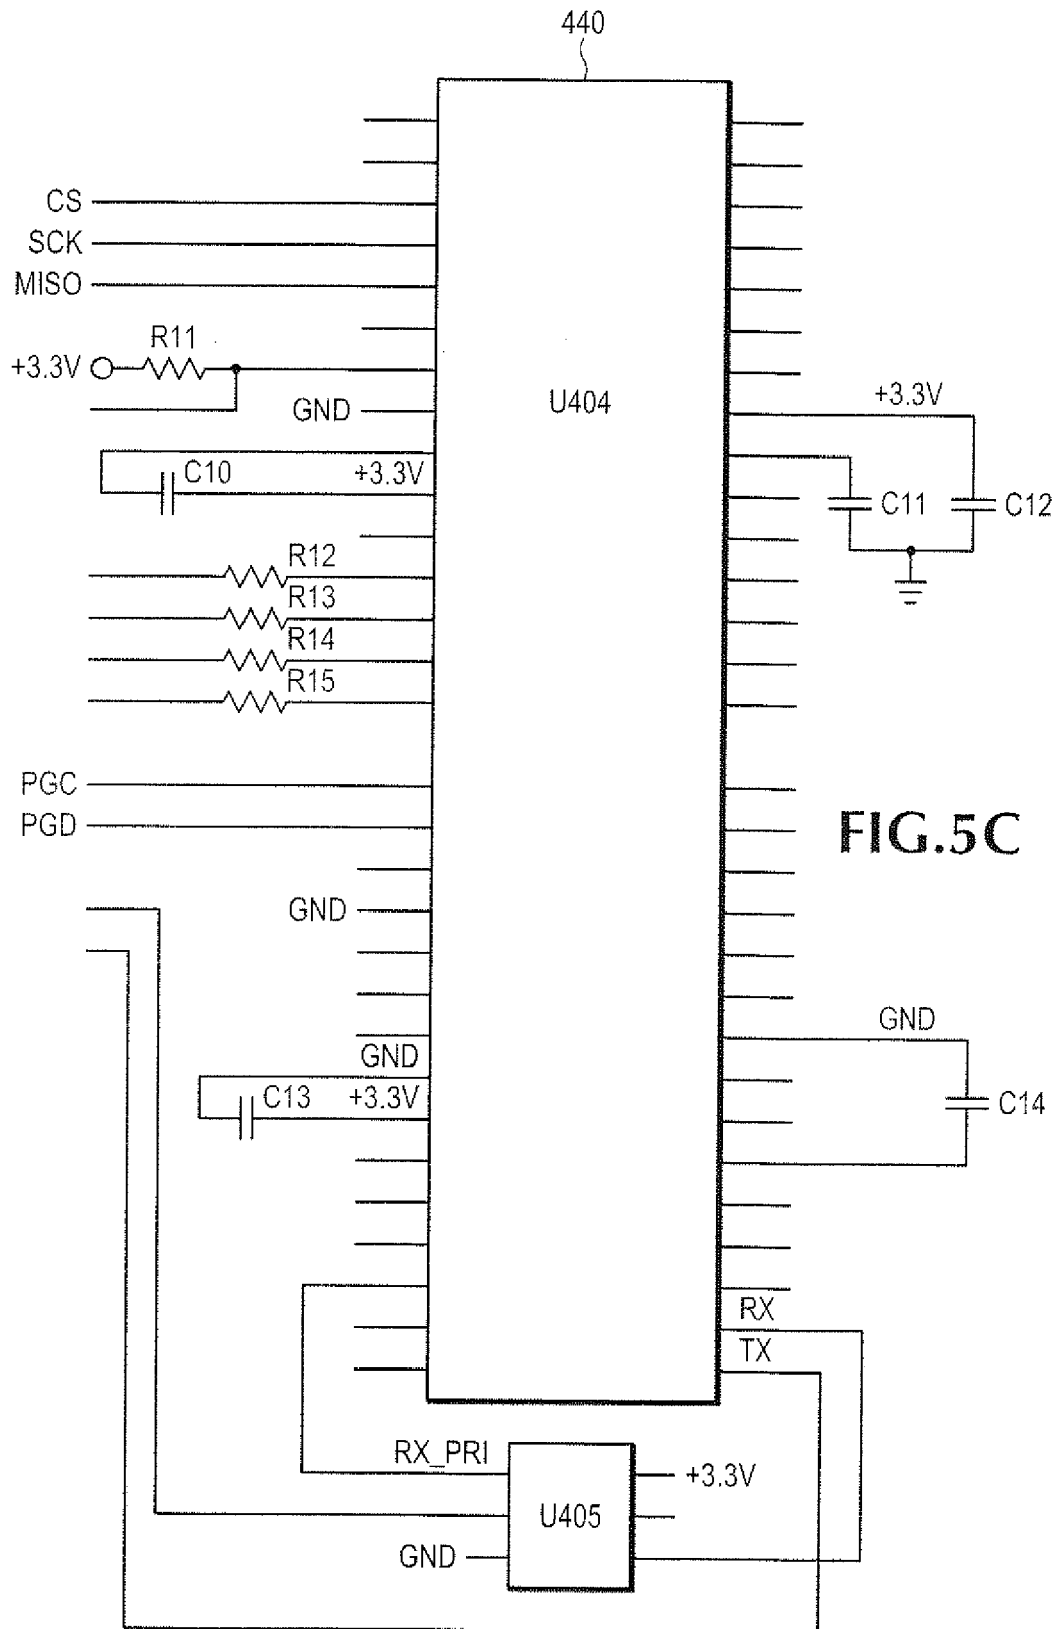 440
CS
SCK
MISO
R11
+3.3V
GND
U404
+3.3V
C10
+3.3V
C11
C12
R12
R13
R14
R15
PGC
PGD
FIG.5C
GND
GND
GND
C13
+3.3V
C14
RX
TX
RX_PRI
+3.3V
U405
GND